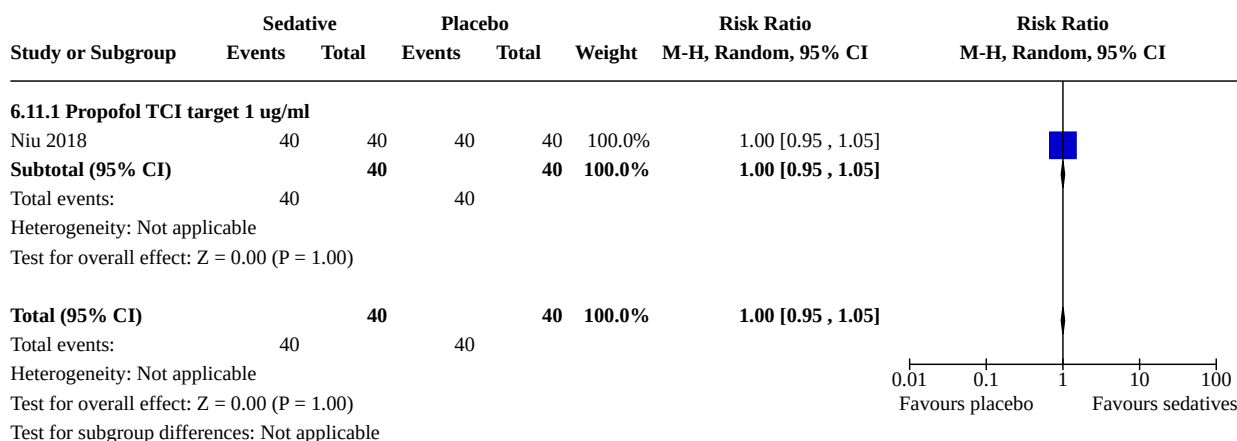 Sedative Placebo Risk Ratio Risk Ratio
Study or Subgroup Events Total Events Total Weight M-H, Random, 95% CI M-H, Random, 95% CI
6.11.1 Propofol TCI target 1 ug/ml
Niu 2018 40 40 40 40 100.0% 1.00 [0.95 , 1.05]
Subtotal (95% CI) 40 40 100.0% 1.00 [0.95 , 1.05]
Total events: 40 40
Heterogeneity: Not applicable
Test for overall effect: Z = 0.00 (P = 1.00)
Total (95% CI) 40 40 100.0% 1.00 [0.95 , 1.05]
Total events: 40 40
Heterogeneity: Not applicable
0.01 0.1 1 10 100
Test for overall effect: Z = 0.00 (P = 1.00) Favours placebo Favours sedatives
Test for subgroup differences: Not applicable